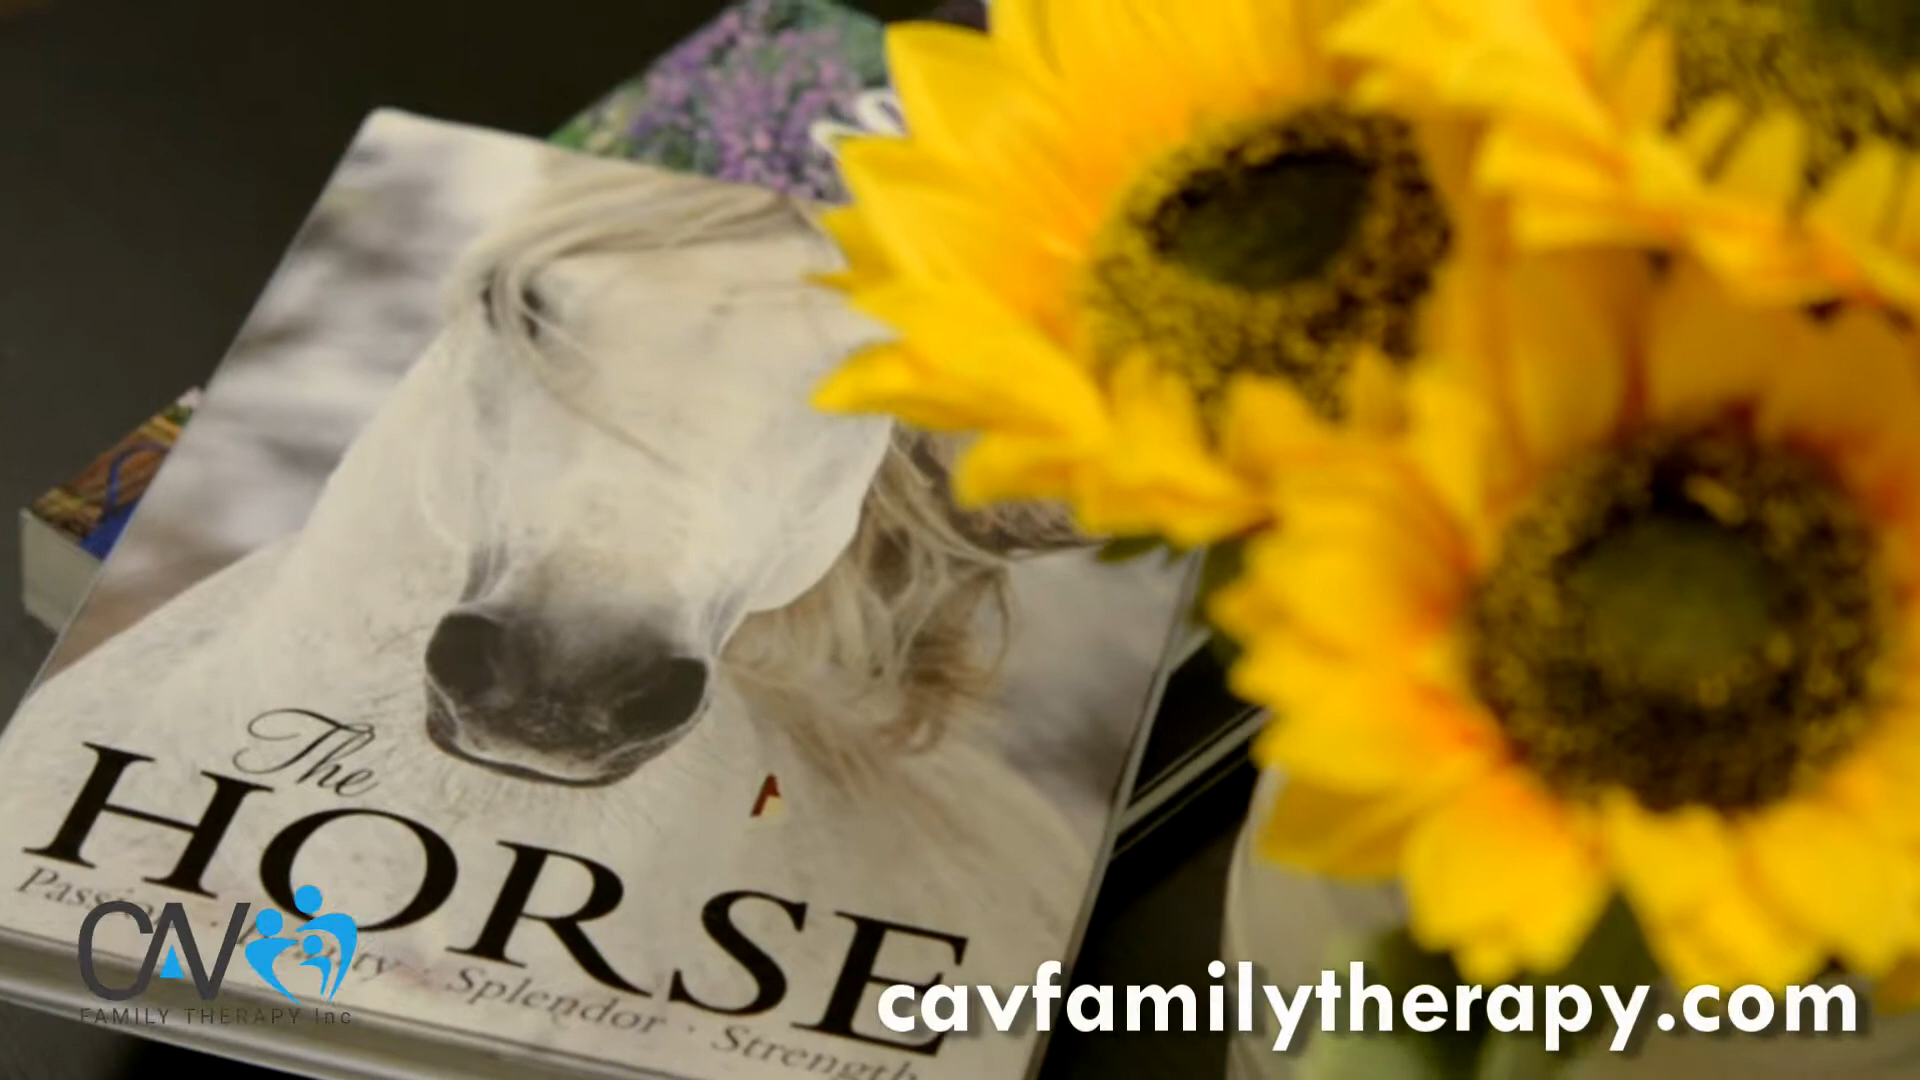 The
HORSE
Splendor · Strength
CAV
FAMILY THERAPY Inc
cavfamilytherapy.com